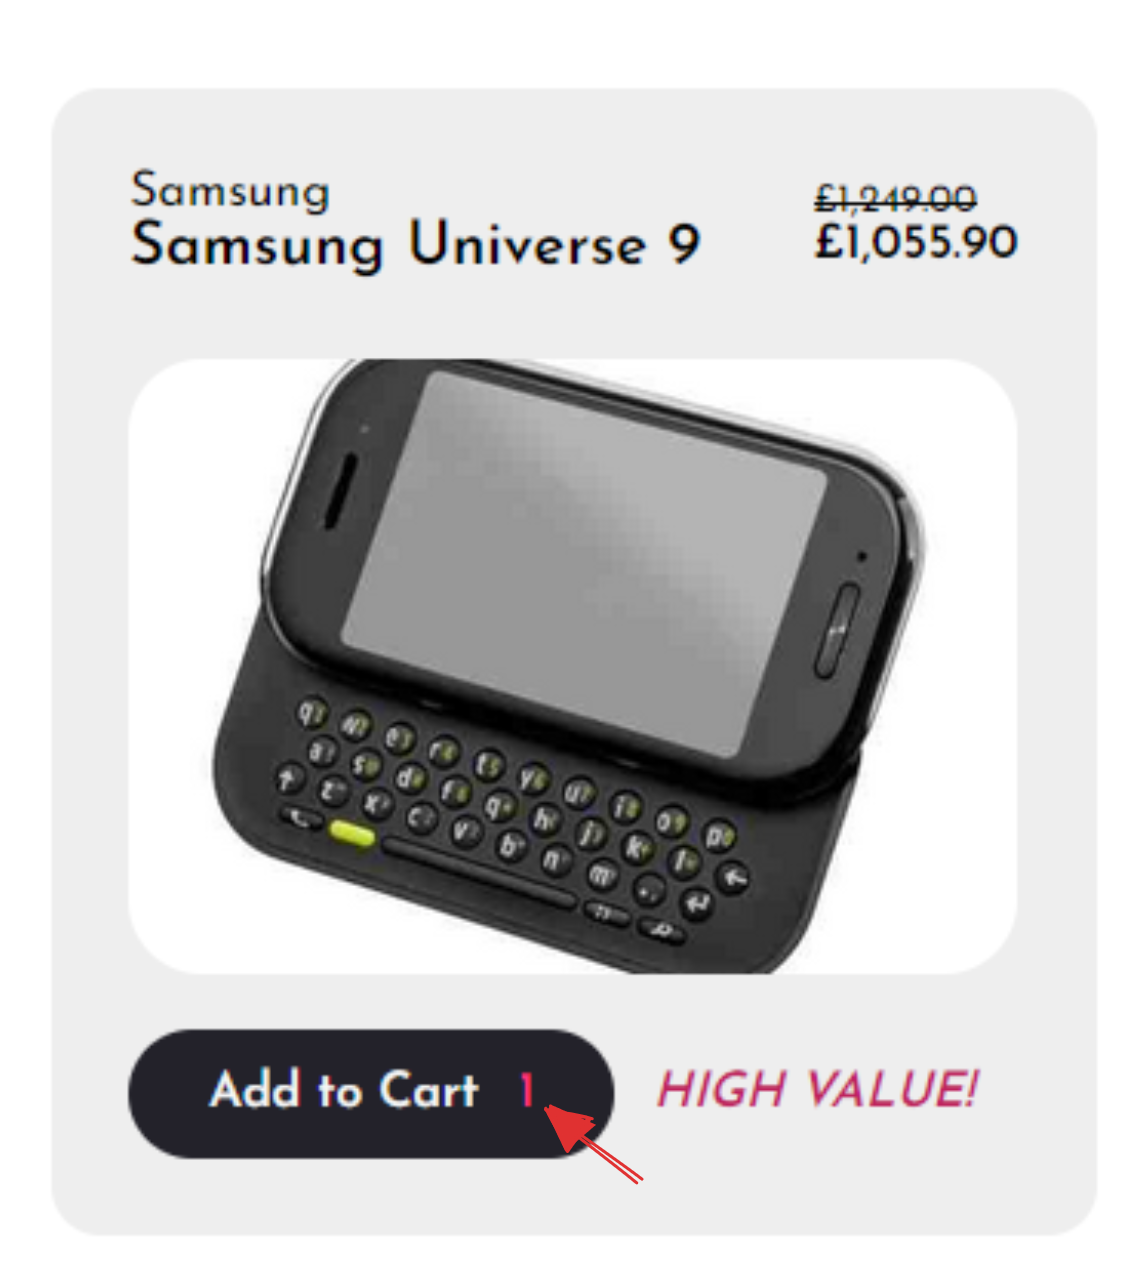 Samsung
Samsung Universe 9
£1,249.00
£1,055.90
q w e r t y u i o p
a s d f g h j k l
z x c v b n m
Add to Cart 1
HIGH VALUE!